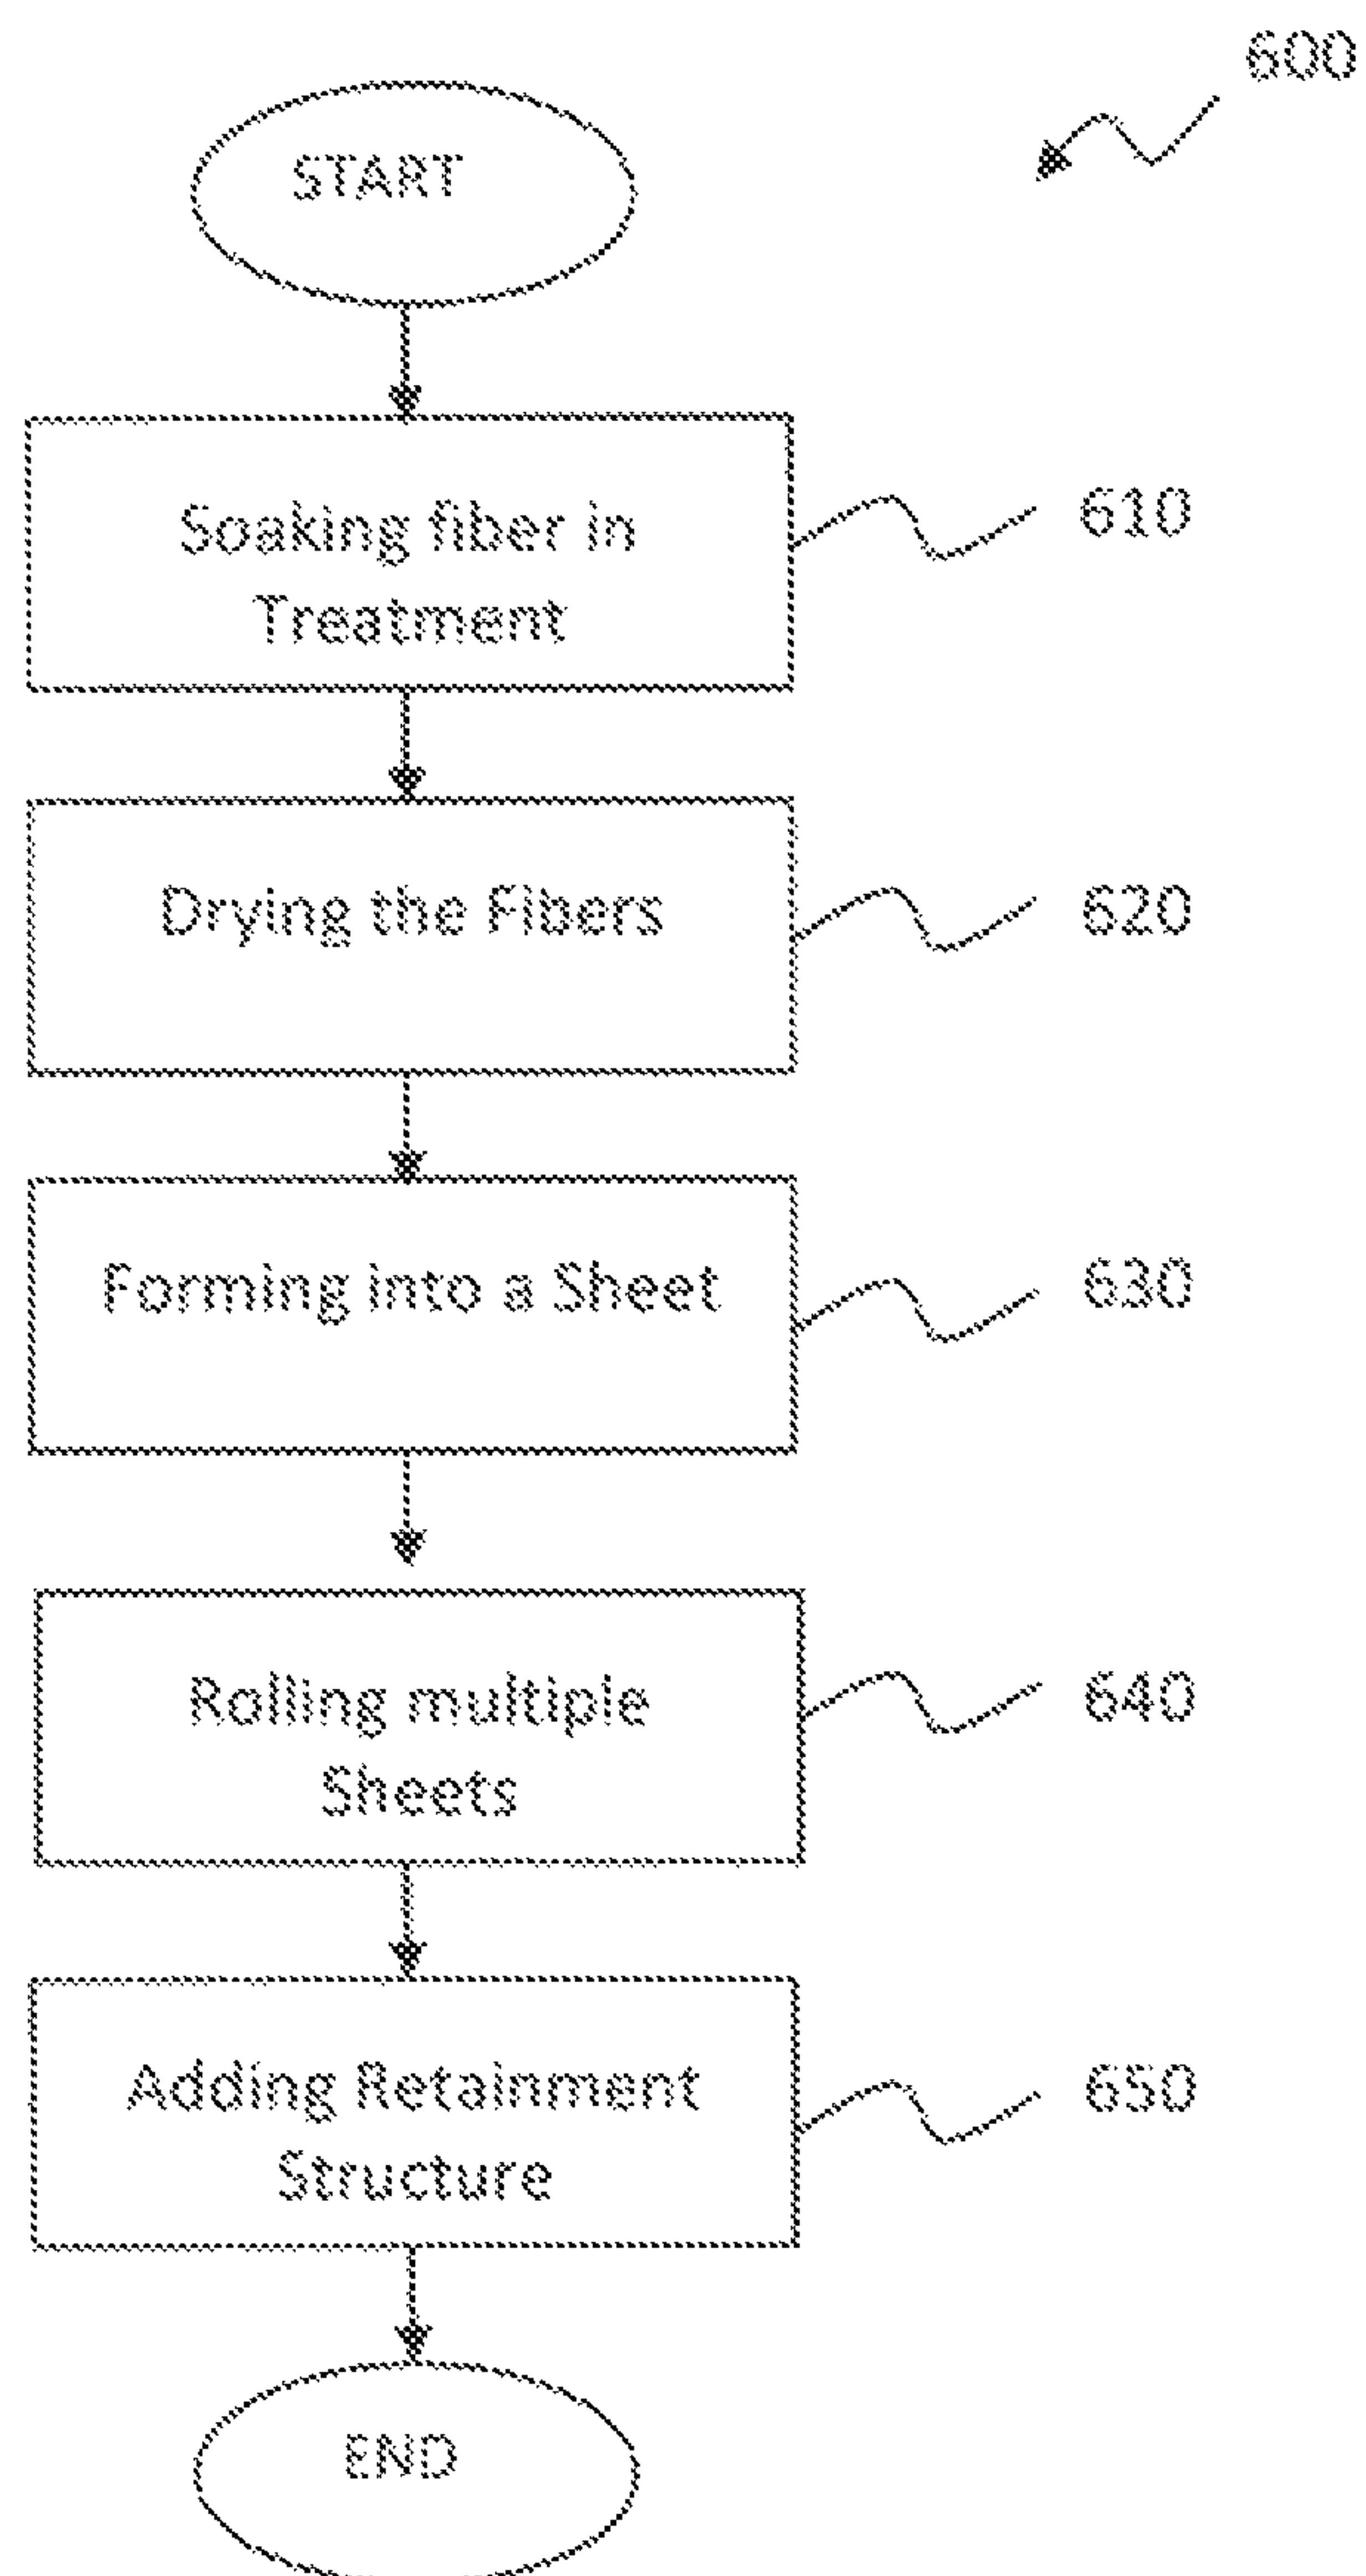 600
START
Soaking fiber in
Treatment
610
Drying the Fibers
620
Forming into a Sheet
630
Rolling multiple
Sheets
640
Adding Retainment
Structure
650
END